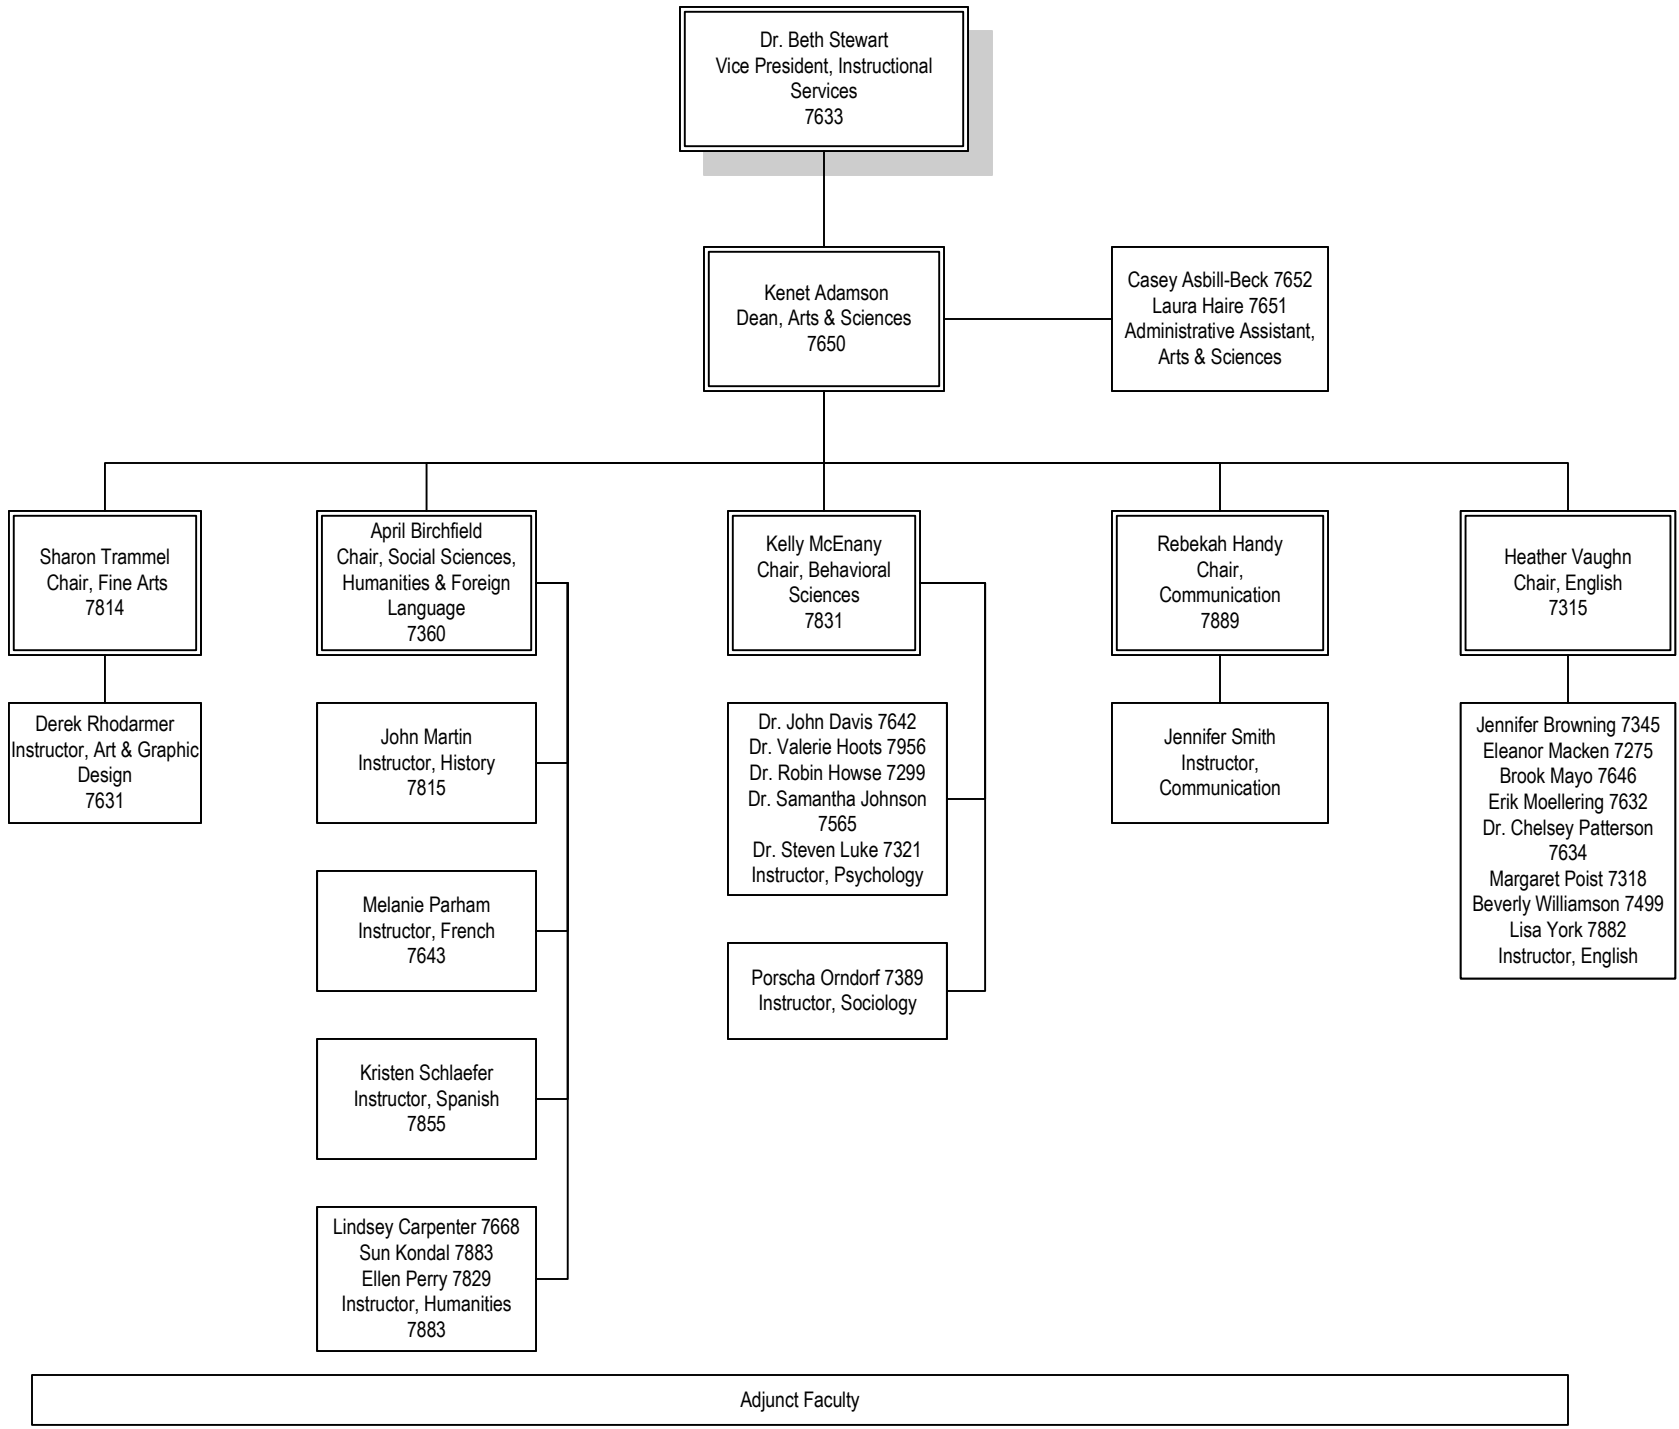 Dr. Beth Stewart
Vice President, Instructional
Services
7633
Kenet Adamson
Dean, Arts & Sciences
7650
Casey Asbill-Beck 7652
Laura Haire 7651
Administrative Assistant,
Arts & Sciences
Sharon Trammel
Chair, Fine Arts
7814
April Birchfield
Chair, Social Sciences,
Humanities & Foreign
Language
7360
Kelly McEnany
Chair, Behavioral
Sciences
7831
Rebekah Handy
Chair,
Communication
7889
Heather Vaughn
Chair, English
7315
Derek Rhodarmer
Instructor, Art & Graphic
Design
7631
John Martin
Instructor, History
7815
Melanie Parham
Instructor, French
7643
Kristen Schlaefer
Instructor, Spanish
7855
Lindsey Carpenter 7668
Sun Kondal 7883
Ellen Perry 7829
Instructor, Humanities
7883
Dr. John Davis 7642
Dr. Valerie Hoots 7956
Dr. Robin Howse 7299
Dr. Samantha Johnson
7565
Dr. Steven Luke 7321
Instructor, Psychology
Porscha Orndorf 7389
Instructor, Sociology
Jennifer Smith
Instructor,
Communication
Jennifer Browning 7345
Eleanor Macken 7275
Brook Mayo 7646
Erik Moellering 7632
Dr. Chelsey Patterson
7634
Margaret Poist 7318
Beverly Williamson 7499
Lisa York 7882
Instructor, English
Adjunct Faculty